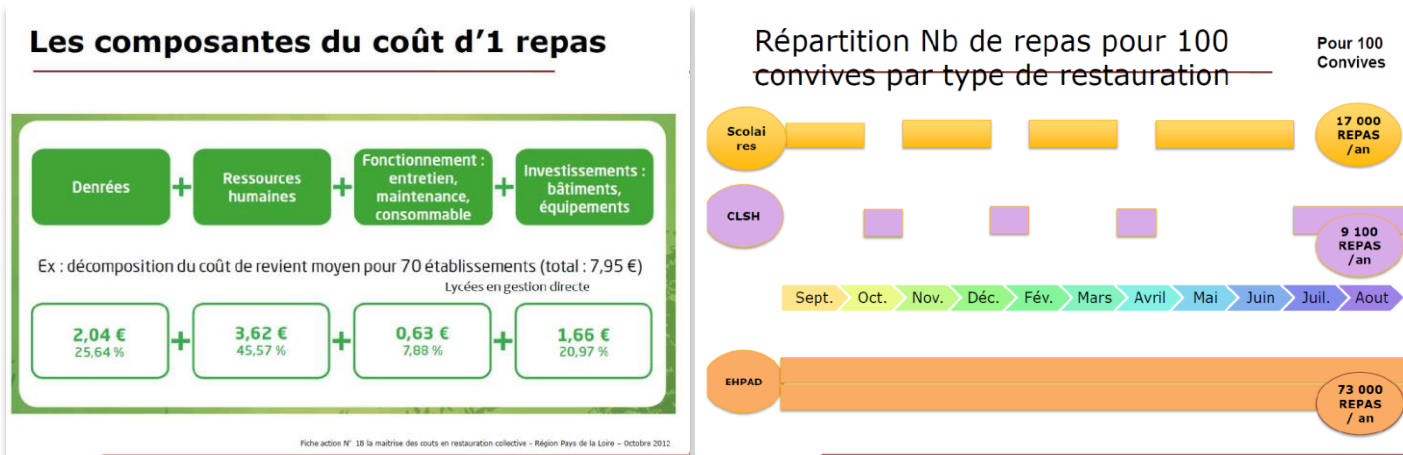 Les composantes du coût d'1 repas
Denrées
+
Ressources
humaines
+
Fonctionnement :
entretien,
maintenance,
consommable
+
Investissements :
bâtiments,
équipements
Ex : décomposition du coût de revient moyen pour 70 établissements (total : 7,95 €)
Lycées en gestion directe
2,04 €
25,64 %
+
3,62 €
45,57 %
+
0,63 €
7,88 %
+
1,66 €
20,97 %
Fiche action N° 18 la maitrise des couts en restauration collective – Région Pays de la Loire – Octobre 2012
Répartition Nb de repas pour 100
convives par type de restauration
Pour 100
Convives
Scolai
res
17 000
REPAS
/an
CLSH
9 100
REPAS
/an
Sept. Oct. Nov. Déc. Fév. Mars Avril Mai Juin Juil. Aout
EHPAD
73 000
REPAS
/ an